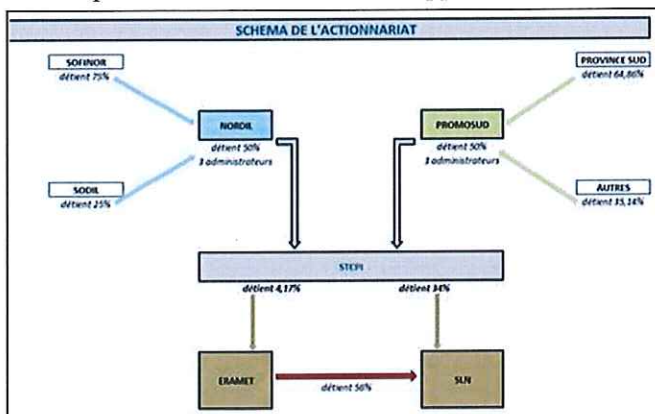 SCHEMA DE L'ACTIONNARIAT
SOFINOR
détient 75%
PROVINCE SUD
détient 64,86%
NORDIL
détient 50%
3 administrateurs
PROMOSUD
détient 50%
3 administrateurs
SODIL
détient 25%
AUTRES
détient 35,14%
STCPI
détient 4,17%
détient 34%
ERAMET
détient 56%
SLN